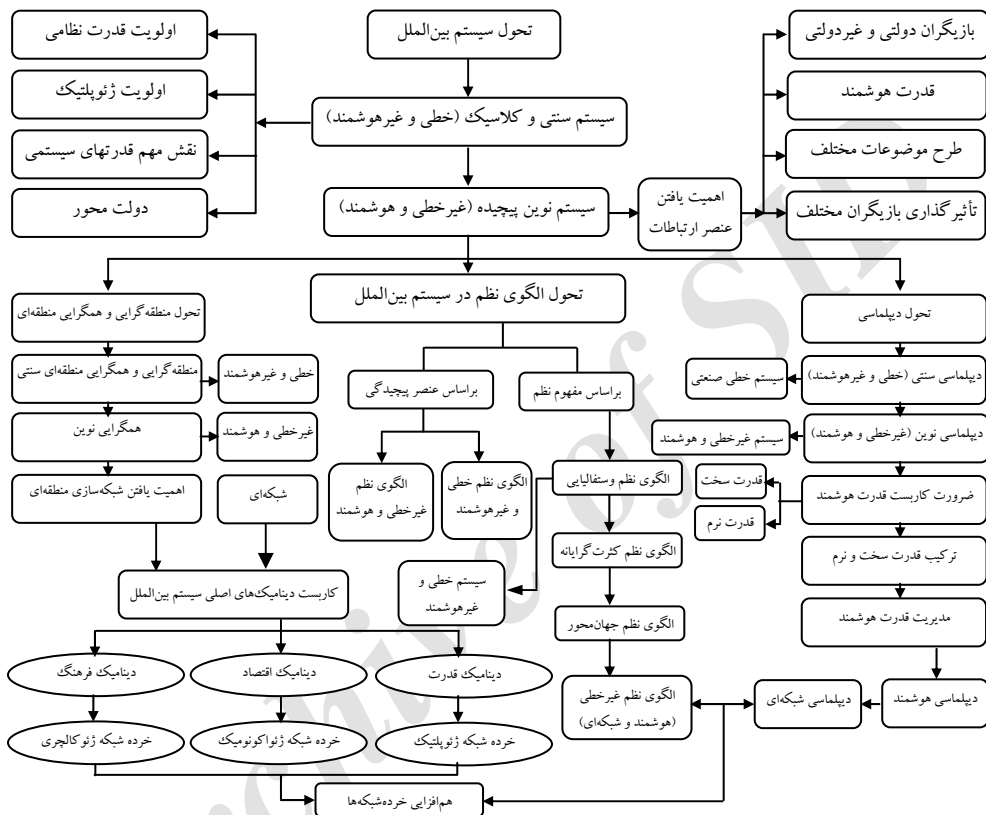 تحول سیستم بین‌الملل
بازیگران دولتی و غیردولتی
اولویت قدرت نظامی
قدرت هوشمند
اولویت ژئوپلتیک
سیستم سنتی و کلاسیک (خطی و غیرهوشمند)
طرح موضوعات مختلف
نقش مهم قدرتهای سیستمی
تأثیرگذاری بازیگران مختلف
اهمیت یافتن
عنصر ارتباطات
سیستم نوین پیچیده (غیرخطی و هوشمند)
دولت محور
تحول دیپلماسی
تحول الگوی نظم در سیستم بین‌الملل
تحول منطقه‌گرایی و همگرایی منطقه‌ای
دیپلماسی سنتی (خطی و غیرهوشمند)
سیستم خطی صنعتی
براساس مفهوم نظم
براساس عنصر پیچیدگی
خطی و غیرهوشمند
منطقه‌گرایی و همگرایی منطقه‌ای سنتی
دیپلماسی نوین (غیرخطی و هوشمند)
سیستم غیرخطی و هوشمند
غیرخطی و هوشمند
همگرایی نوین
ضرورت کاربست قدرت هوشمند
قدرت سخت
قدرت نرم
الگوی نظم وستفالیایی
الگوی نظم خطی
و غیرهوشمند
الگوی نظم
غیرخطی و هوشمند
شبکه‌ای
اهمیت یافتن شبکه‌سازی منطقه‌ای
ترکیب قدرت سخت و نرم
الگوی نظم کثرت‌گرایانه
سیستم خطی و
غیرهوشمند
کاربست دینامیک‌های اصلی سیستم بین‌الملل
مدیریت قدرت هوشمند
الگوی نظم جهان‌محور
دینامیک قدرت
دینامیک اقتصاد
دینامیک فرهنگ
دیپلماسی هوشمند
دیپلماسی شبکه‌ای
الگوی نظم غیرخطی
(هوشمند و شبکه‌ای)
خرده شبکه ژئوپلتیک
خرده شبکه ژئواکونومیک
خرده شبکه ژئوکالچری
هم‌افزایی خرده‌شبکه‌ها
Archive of SID